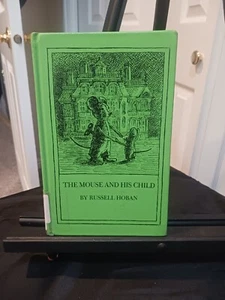 THE MOUSE AND HIS CHILD
BY RUSSELL HOBAN